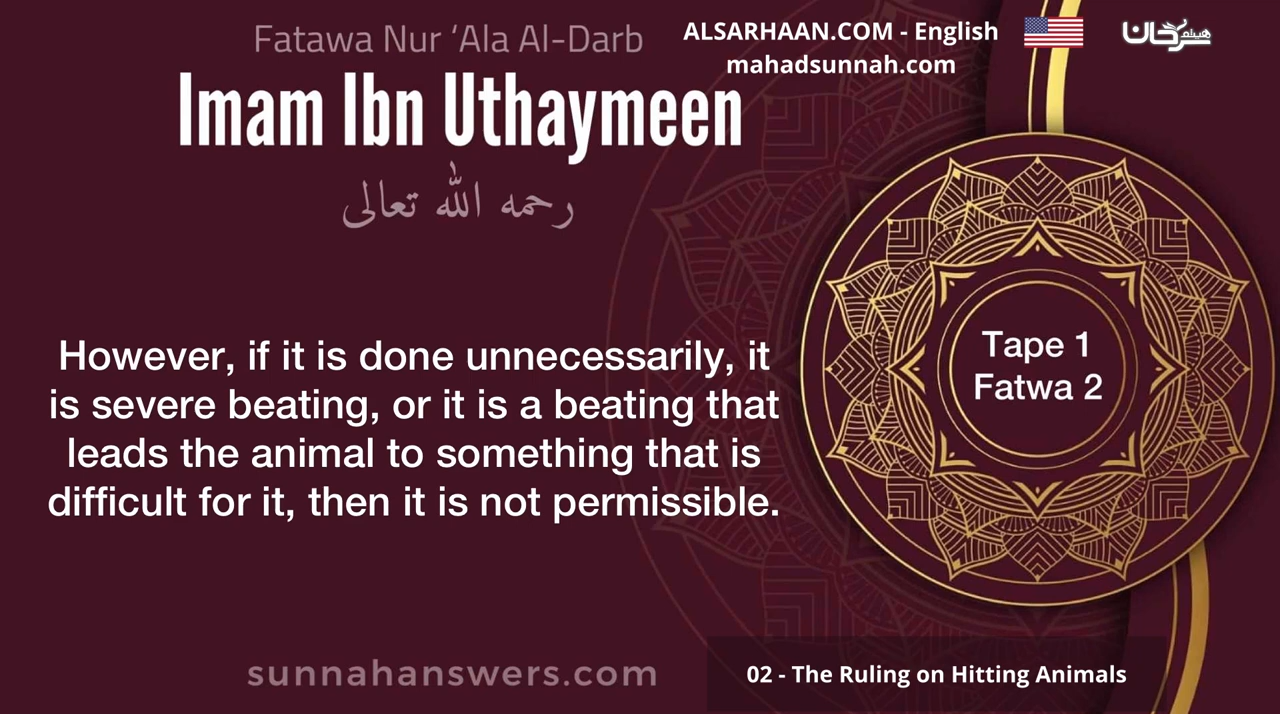 Fatawa Nur ‘Ala Al-Darb
ALSARHAAN.COM - English
mahadsunnah.com
هيثم سرحان
Imam Ibn Uthaymeen
رحمه الله تعالى
However, if it is done unnecessarily, it
is severe beating, or it is a beating that
leads the animal to something that is
difficult for it, then it is not permissible.
Tape 1
Fatwa 2
sunnahanswers.com
02 - The Ruling on Hitting Animals